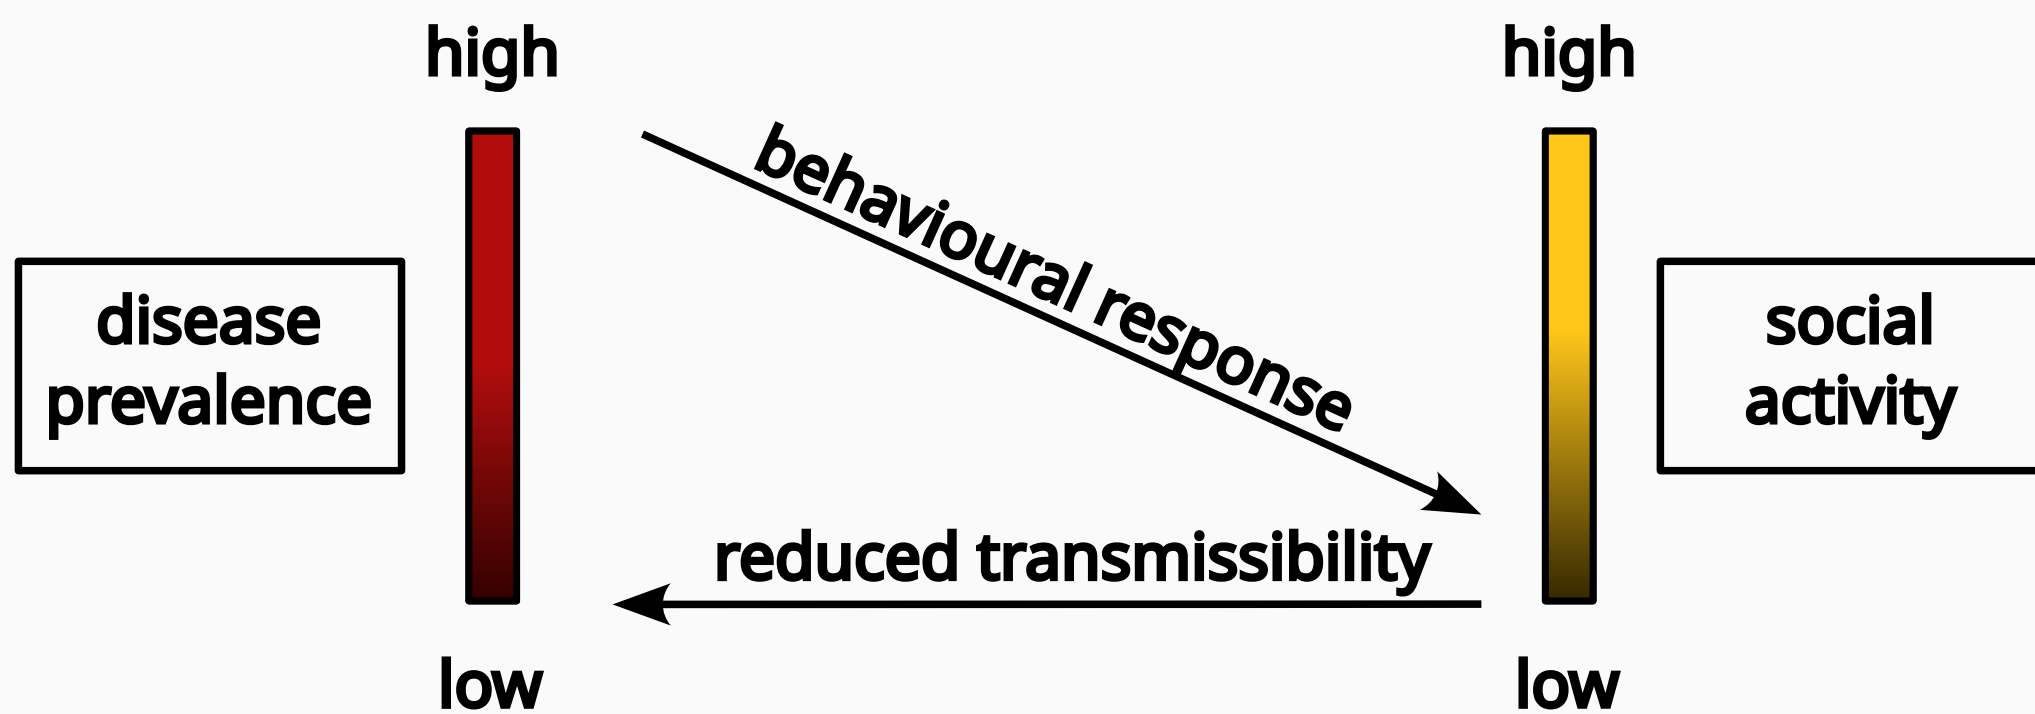 high
high
behavioural response
disease
prevalence
social
activity
reduced transmissibility
low
low